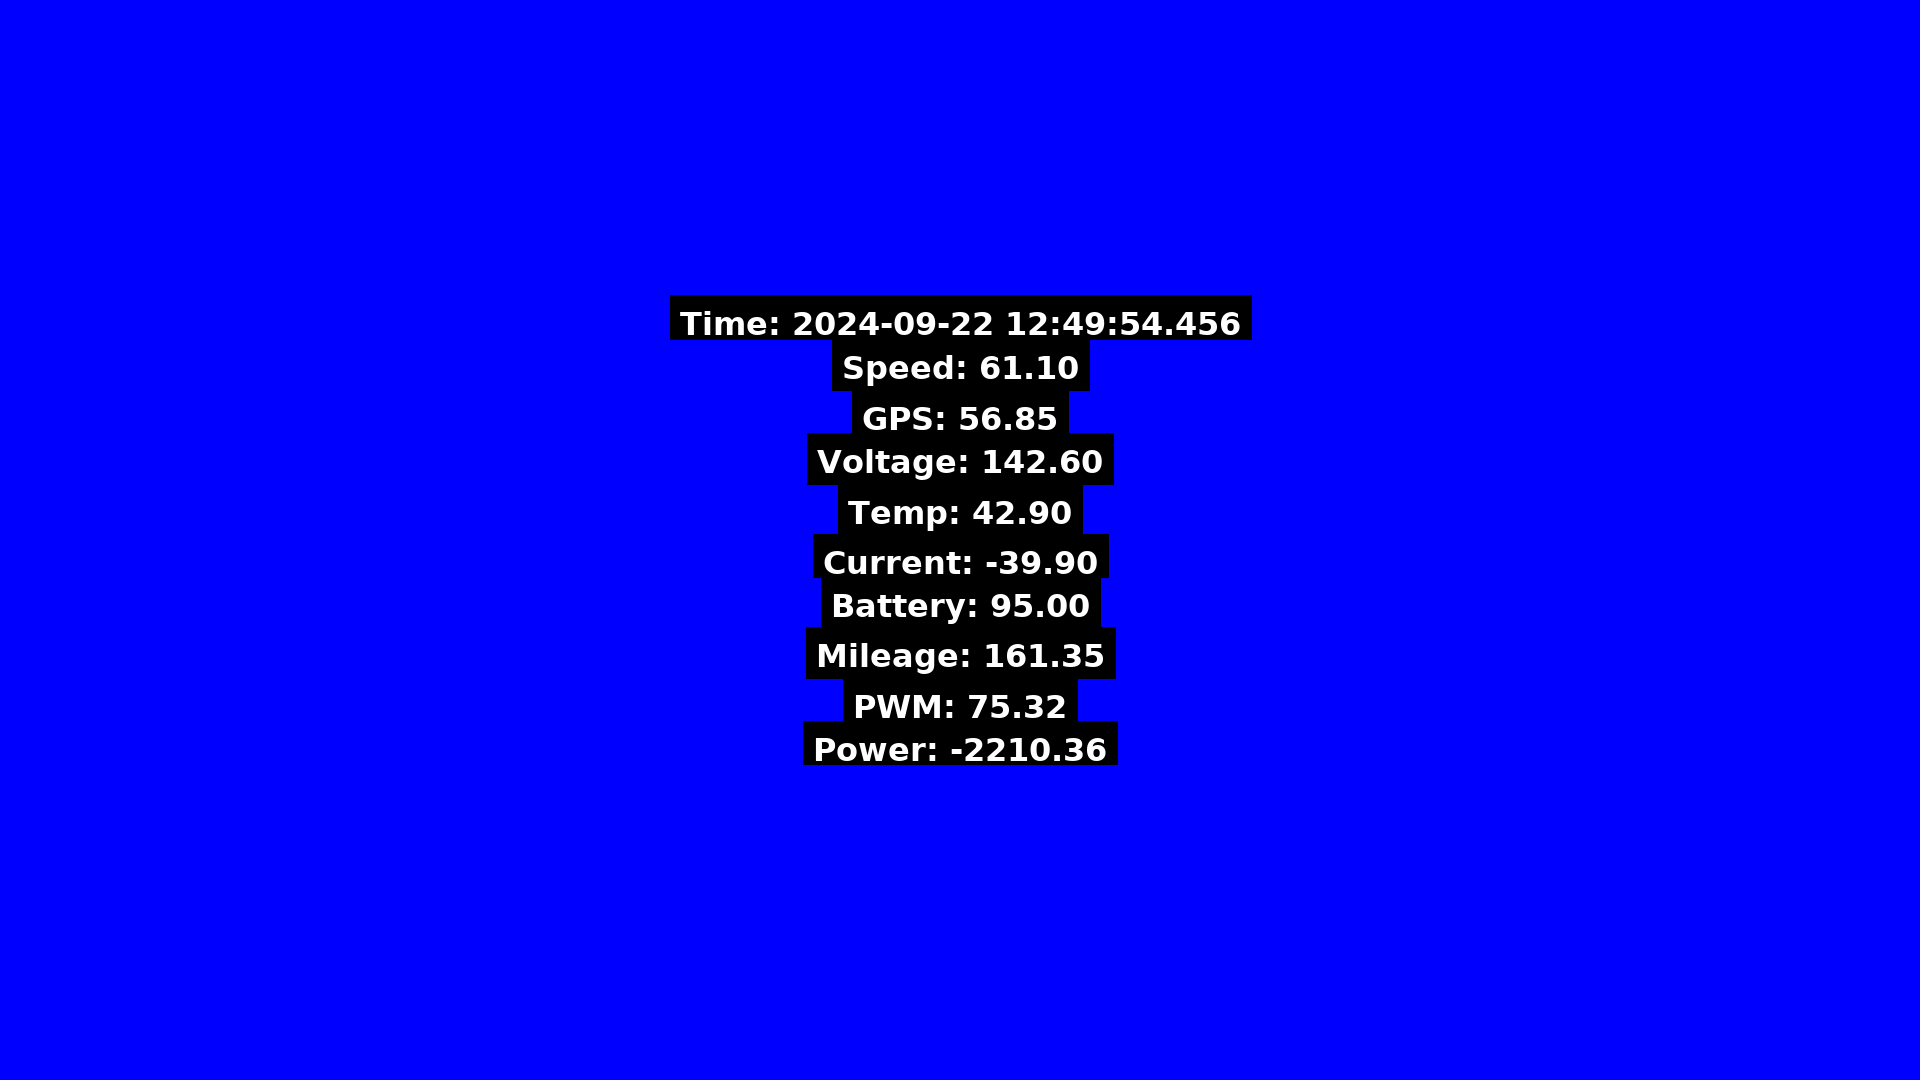 Time: 2024-09-22 12:49:54.456
Speed: 61.10
GPS: 56.85
Voltage: 142.60
Temp: 42.90
Current: -39.90
Battery: 95.00
Mileage: 161.35
PWM: 75.32
Power: -2210.36